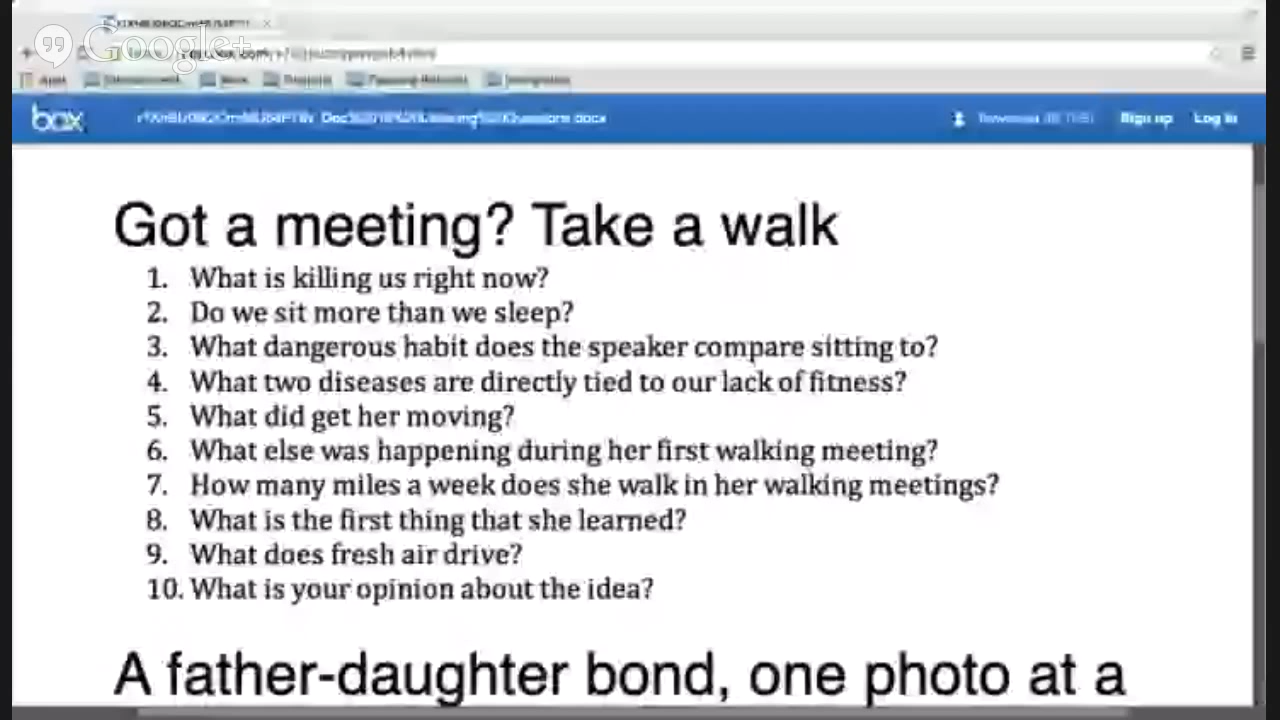 Google+
box
Sign up
Log In
Got a meeting? Take a walk
1. What is killing us right now?
2. Do we sit more than we sleep?
3. What dangerous habit does the speaker compare sitting to?
4. What two diseases are directly tied to our lack of fitness?
5. What did get her moving?
6. What else was happening during her first walking meeting?
7. How many miles a week does she walk in her walking meetings?
8. What is the first thing that she learned?
9. What does fresh air drive?
10. What is your opinion about the idea?
A father-daughter bond, one photo at a